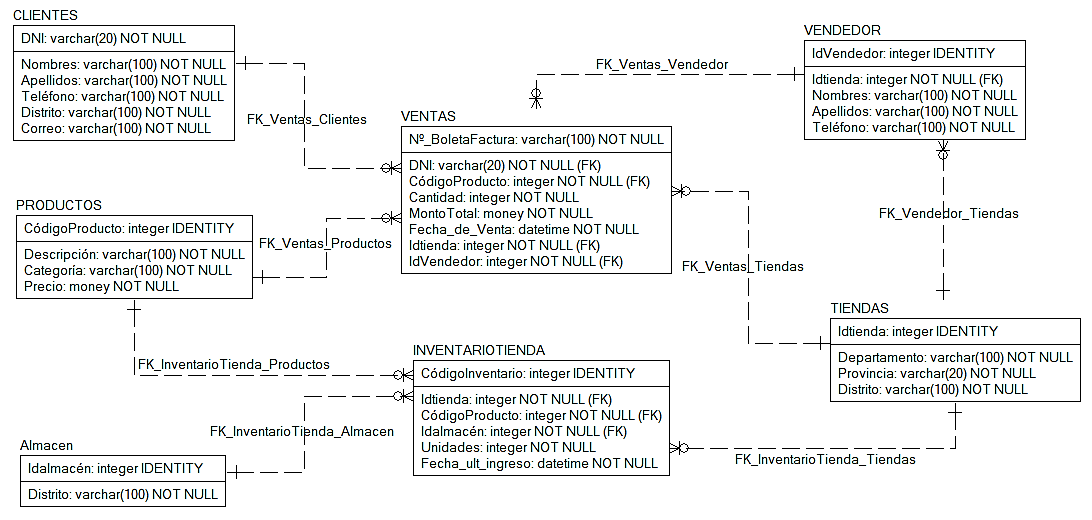 CLIENTES
DNI: varchar(20) NOT NULL
Nombres: varchar(100) NOT NULL
Apellidos: varchar(100) NOT NULL
Teléfono: varchar(100) NOT NULL
Distrito: varchar(100) NOT NULL
Correo: varchar(100) NOT NULL
FK_Ventas_Clientes
FK_Ventas_Vendedor
VENDEDOR
IdVendedor: integer IDENTITY
Idtienda: integer NOT NULL (FK)
Nombres: varchar(100) NOT NULL
Apellidos: varchar(100) NOT NULL
Teléfono: varchar(100) NOT NULL
VENTAS
Nº_BoletaFactura: varchar(100) NOT NULL
DNI: varchar(20) NOT NULL (FK)
CódigoProducto: integer NOT NULL (FK)
Cantidad: integer NOT NULL
MontoTotal: money NOT NULL
Fecha_de_Venta: datetime NOT NULL
Idtienda: integer NOT NULL (FK)
IdVendedor: integer NOT NULL (FK)
FK_Vendedor_Tiendas
PRODUCTOS
CódigoProducto: integer IDENTITY
Descripción: varchar(100) NOT NULL
Categoría: varchar(100) NOT NULL
Precio: money NOT NULL
FK_Ventas_Productos
FK_Ventas_Tiendas
TIENDAS
Idtienda: integer IDENTITY
Departamento: varchar(100) NOT NULL
Provincia: varchar(20) NOT NULL
Distrito: varchar(100) NOT NULL
FK_InventarioTienda_Productos
INVENTARIOTIENDA
CódigoInventario: integer IDENTITY
Idtienda: integer NOT NULL (FK)
CódigoProducto: integer NOT NULL (FK)
Idalmacén: integer NOT NULL (FK)
Unidades: integer NOT NULL
Fecha_ult_ingreso: datetime NOT NULL
FK_InventarioTienda_Almacen
FK_InventarioTienda_Tiendas
Almacen
Idalmacén: integer IDENTITY
Distrito: varchar(100) NOT NULL